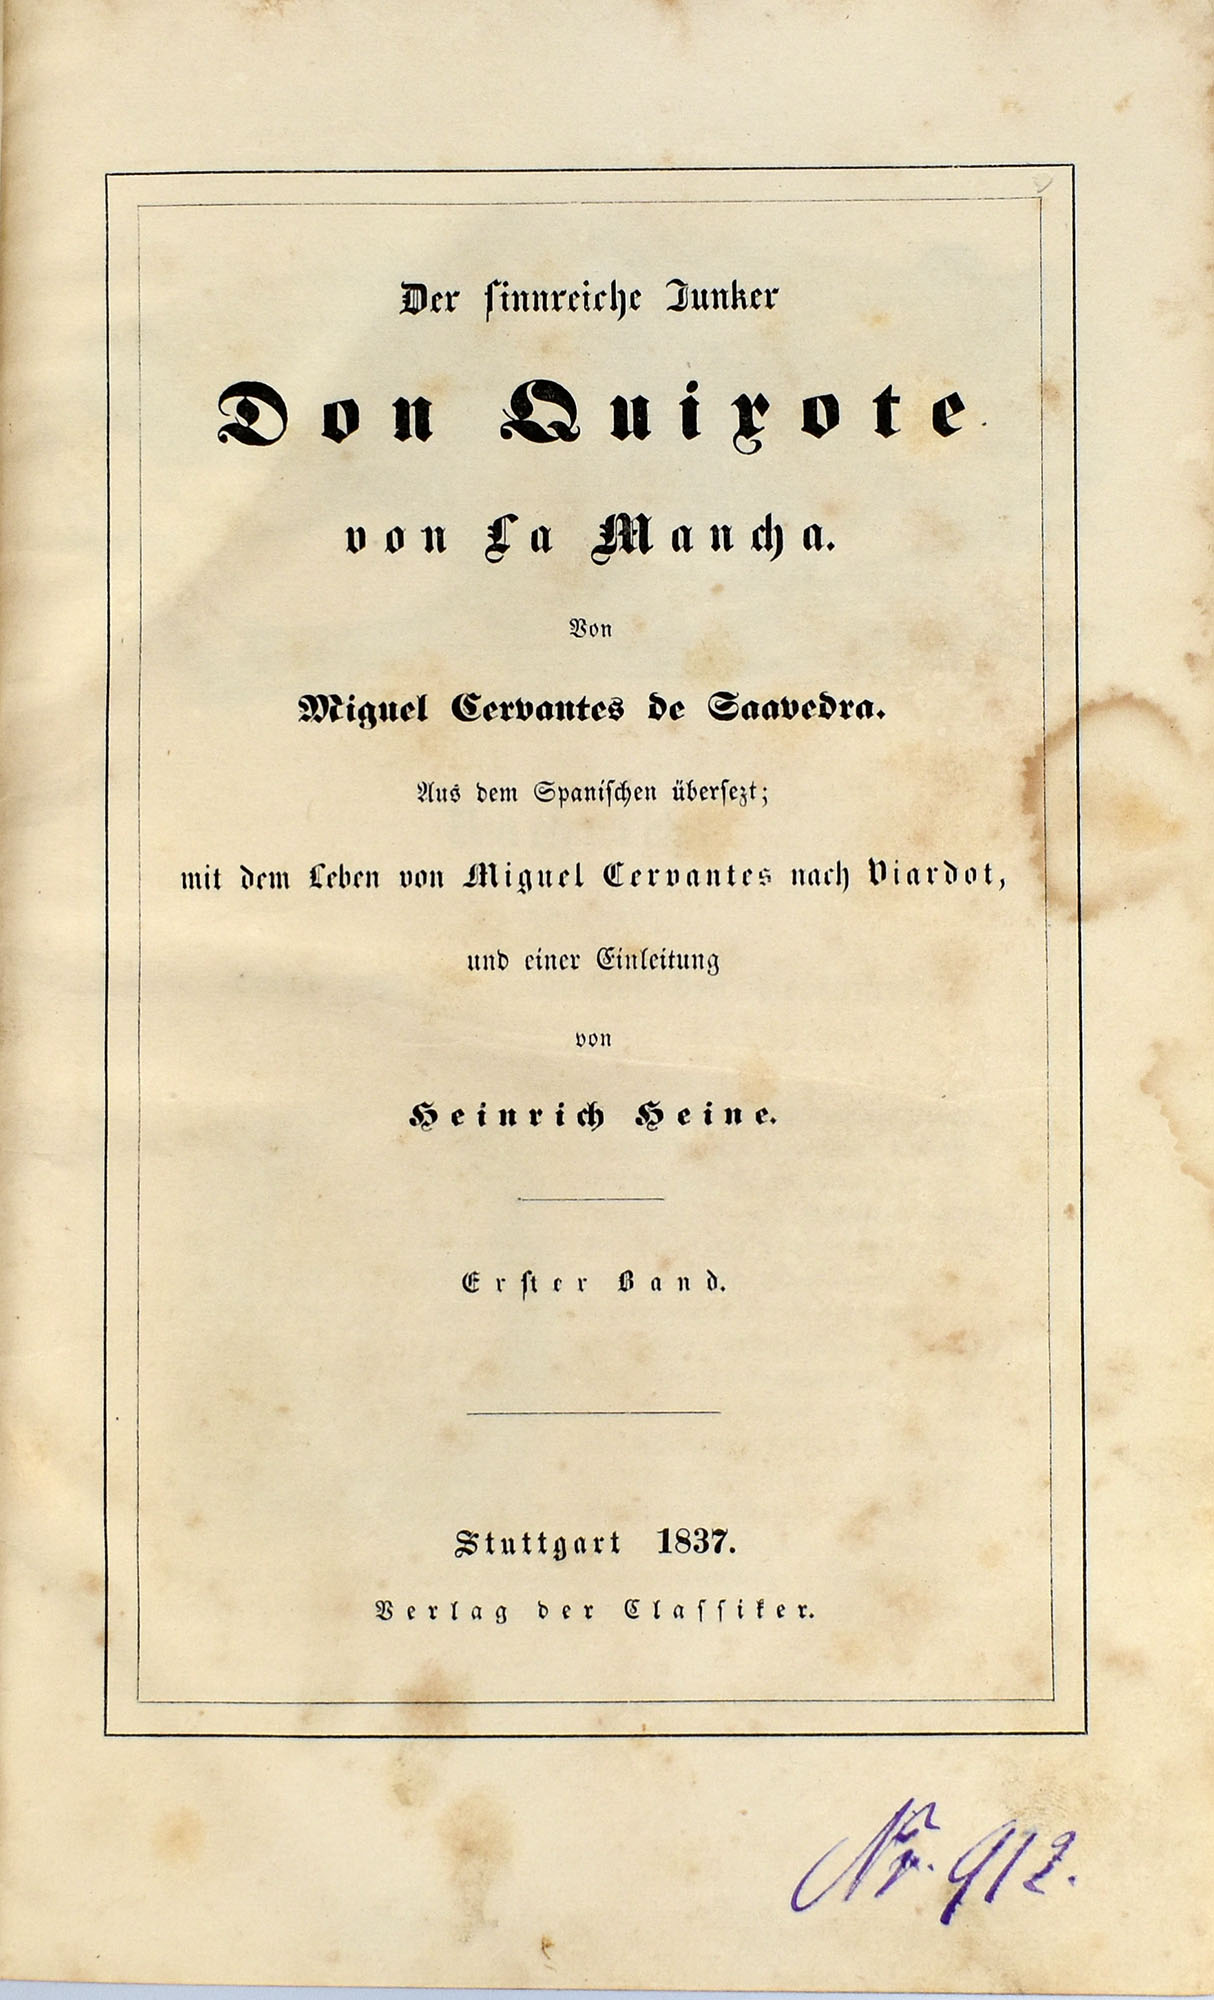 Der sinnreiche Junker
Don Quixote
von La Mancha.
Von
Miguel Cervantes de Saavedra.
Aus dem Spanischen übersezt;
mit dem Leben von Miguel Cervantes nach Viardot,
und einer Einleitung
von
Heinrich Heine.
Erster Band.
Stuttgart 1837.
Verlag der Classiker.
Nr. 912.